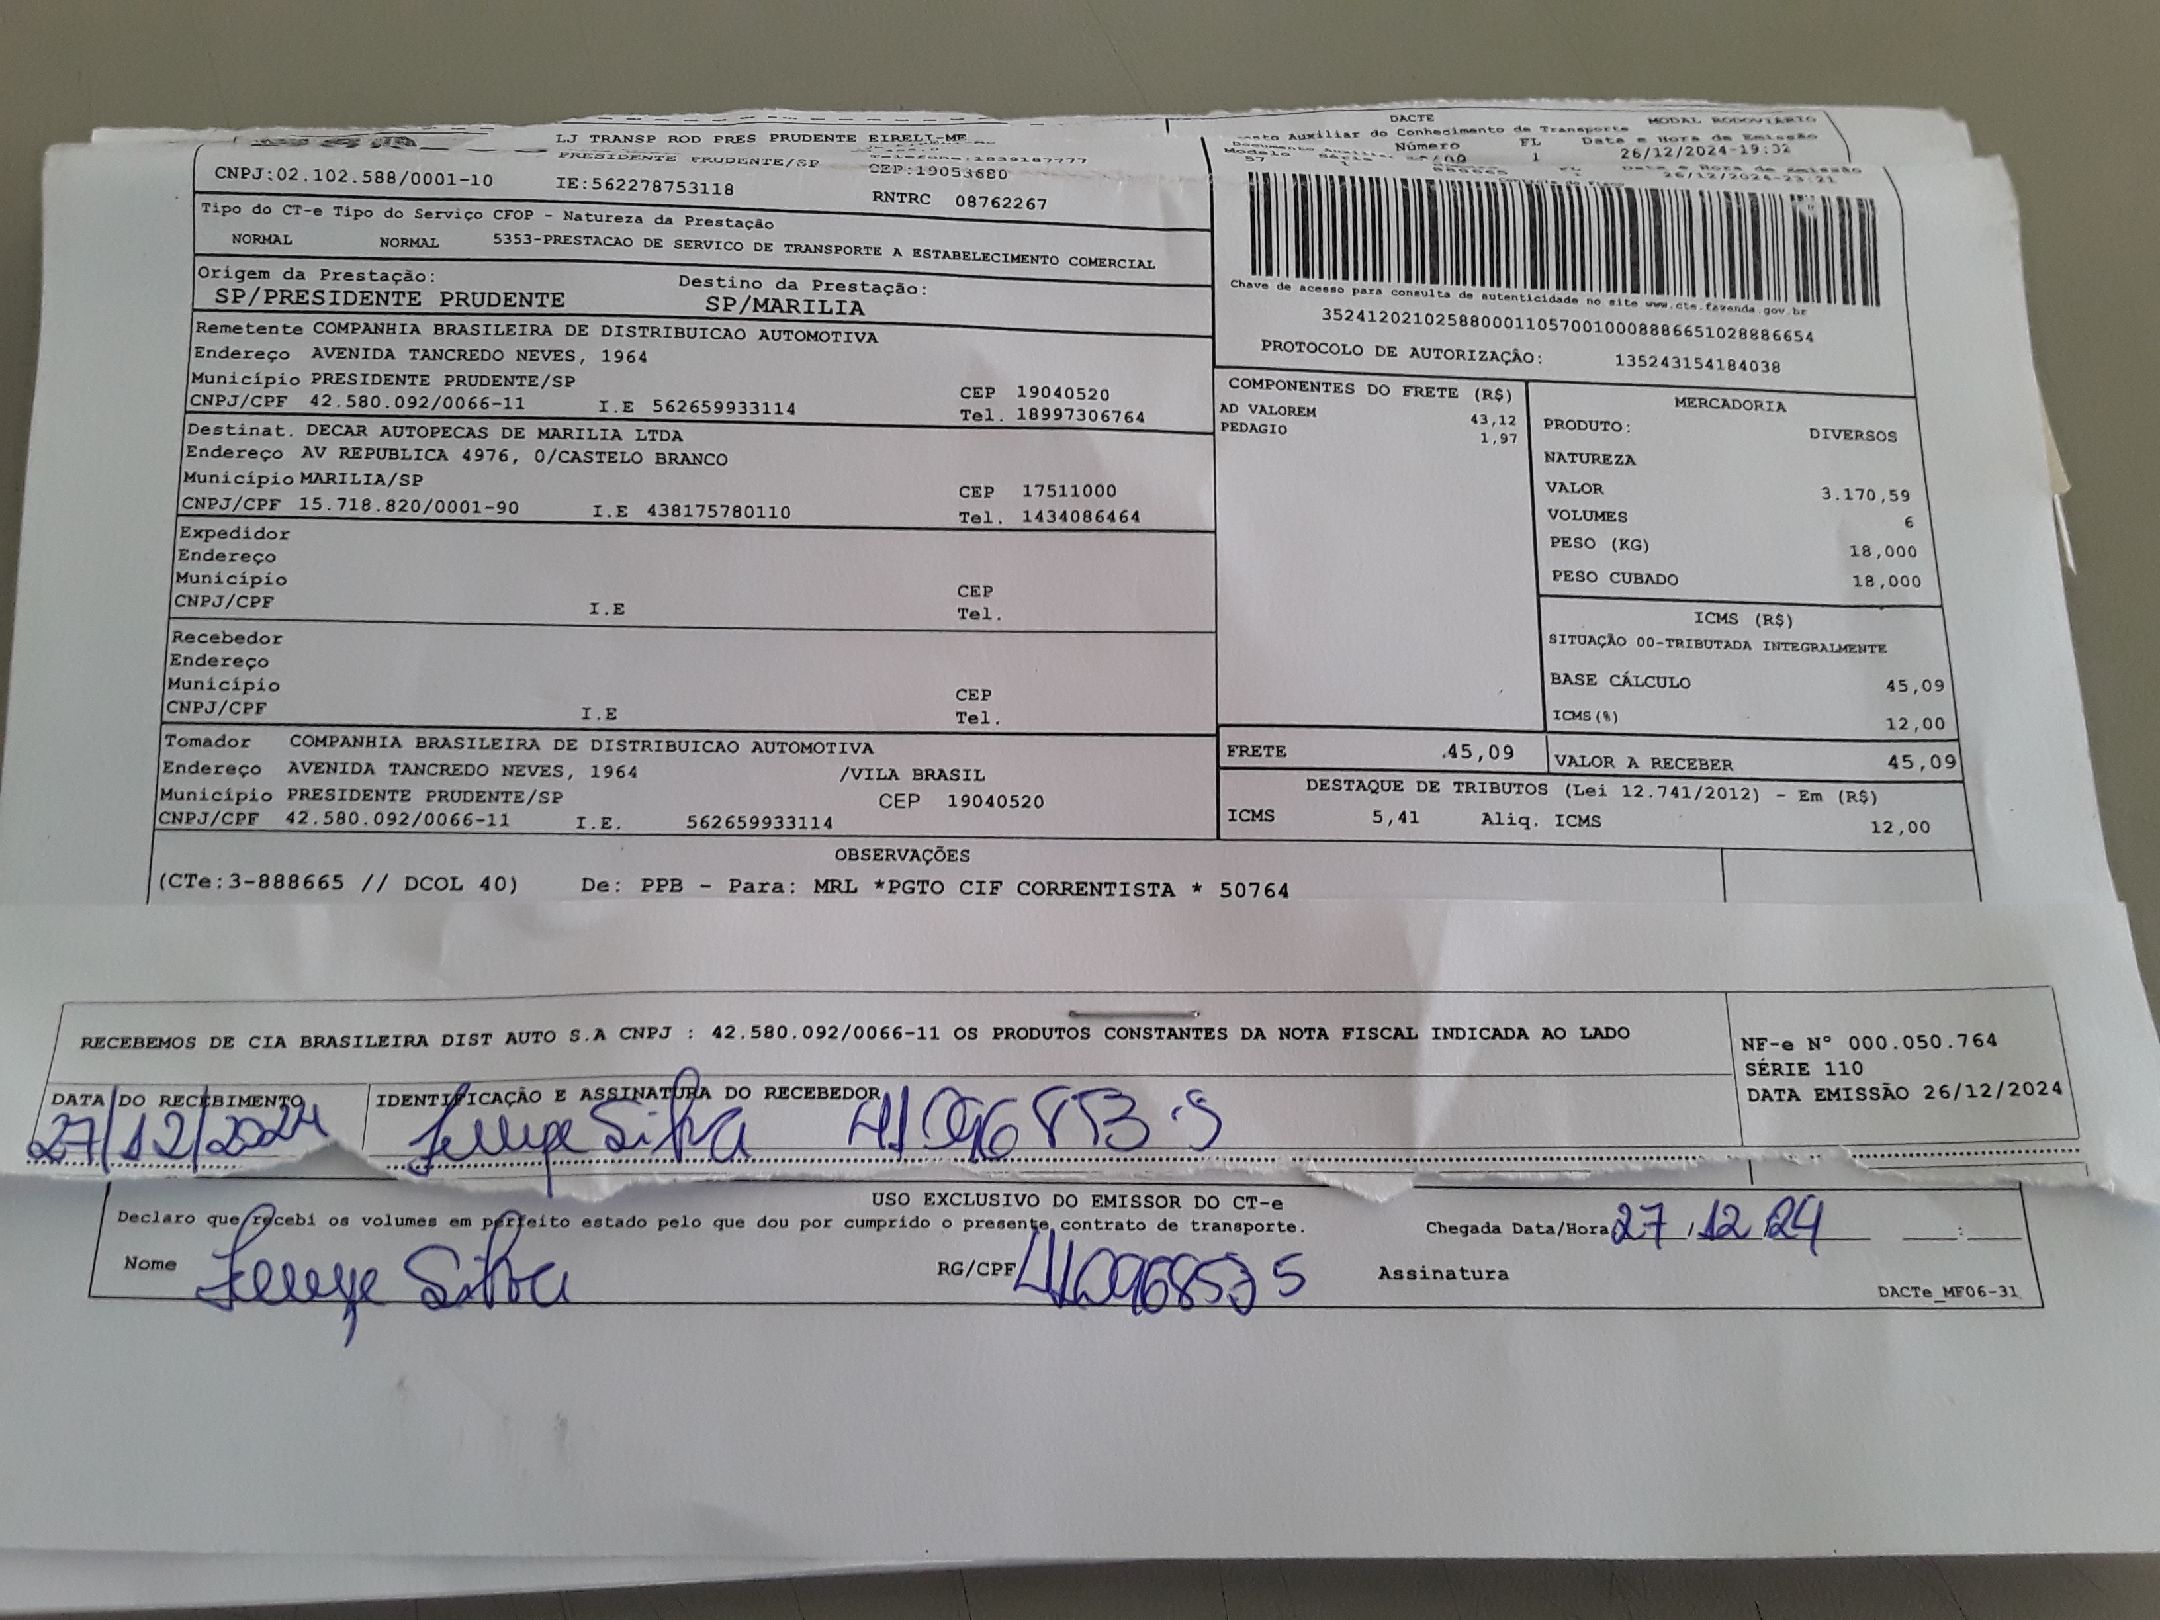 LJ TRANSP ROD PRES PRUDENTE EIRELI-ME
PRESIDENTE PRUDENTE/SP CEP:19053680
CNPJ:02.102.588/0001-10 IE:562278753118 RNTRC 08762267
Tipo do CT-e Tipo do Serviço CFOP - Natureza da Prestação
NORMAL NORMAL 5353-PRESTACAO DE SERVICO DE TRANSPORTE A ESTABELECIMENTO COMERCIAL
Origem da Prestação: Destino da Prestação:
SP/PRESIDENTE PRUDENTE SP/MARILIA
Remetente COMPANHIA BRASILEIRA DE DISTRIBUICAO AUTOMOTIVA
Endereço AVENIDA TANCREDO NEVES, 1964
Município PRESIDENTE PRUDENTE/SP CEP 19040520
CNPJ/CPF 42.580.092/0066-11 I.E 562659933114 Tel. 18997306764
Destinat. DECAR AUTOPECAS DE MARILIA LTDA
Endereço AV REPUBLICA 4976, 0/CASTELO BRANCO
Município MARILIA/SP CEP 17511000
CNPJ/CPF 15.718.820/0001-90 I.E 438175780110 Tel. 1434086464
Expedidor
Endereço
Município CEP
CNPJ/CPF I.E Tel.
Recebedor
Endereço
Município CEP
CNPJ/CPF I.E Tel.
Tomador COMPANHIA BRASILEIRA DE DISTRIBUICAO AUTOMOTIVA
Endereço AVENIDA TANCREDO NEVES, 1964 /VILA BRASIL
Município PRESIDENTE PRUDENTE/SP CEP 19040520
CNPJ/CPF 42.580.092/0066-11 I.E. 562659933114
DACTE MODAL RODOVIÁRIO
Auxiliar do Conhecimento de Transporte
Número FL Data e Hora de Emissão
1 26/12/2024-19:32
26/12/2024-23:21
Chave de acesso para consulta de autenticidade no site www.cte.fazenda.gov.br
35241202102588000110570010008886651028886654
PROTOCOLO DE AUTORIZAÇÃO: 135243154184038
COMPONENTES DO FRETE (R$)
AD VALOREM 43,12
PEDAGIO 1,97
MERCADORIA
PRODUTO: DIVERSOS
NATUREZA
VALOR 3.170,59
VOLUMES 6
PESO (KG) 18,000
PESO CUBADO 18,000
ICMS (R$)
SITUAÇÃO 00-TRIBUTADA INTEGRALMENTE
BASE CÁLCULO 45,09
ICMS(%) 12,00
FRETE 45,09 VALOR A RECEBER 45,09
DESTAQUE DE TRIBUTOS (Lei 12.741/2012) - Em (R$)
ICMS 5,41 Aliq. ICMS 12,00
OBSERVAÇÕES
(CTe:3-888665 // DCOL 40) De: PPB - Para: MRL *PGTO CIF CORRENTISTA * 50764
RECEBEMOS DE CIA BRASILEIRA DIST AUTO S.A CNPJ : 42.580.092/0066-11 OS PRODUTOS CONSTANTES DA NOTA FISCAL INDICADA AO LADO
NF-e Nº 000.050.764
SÉRIE 110
DATA EMISSÃO 26/12/2024
DATA DO RECEBIMENTO IDENTIFICAÇÃO E ASSINATURA DO RECEBEDOR
27/12/2024 Felipe Silva 41096853-5
USO EXCLUSIVO DO EMISSOR DO CT-e
Declaro que recebi os volumes em perfeito estado pelo que dou por cumprido o presente contrato de transporte. Chegada Data/Hora 27/12 24 :
Nome Felipe Silva RG/CPF 410968535 Assinatura
DACTe_MF06-31